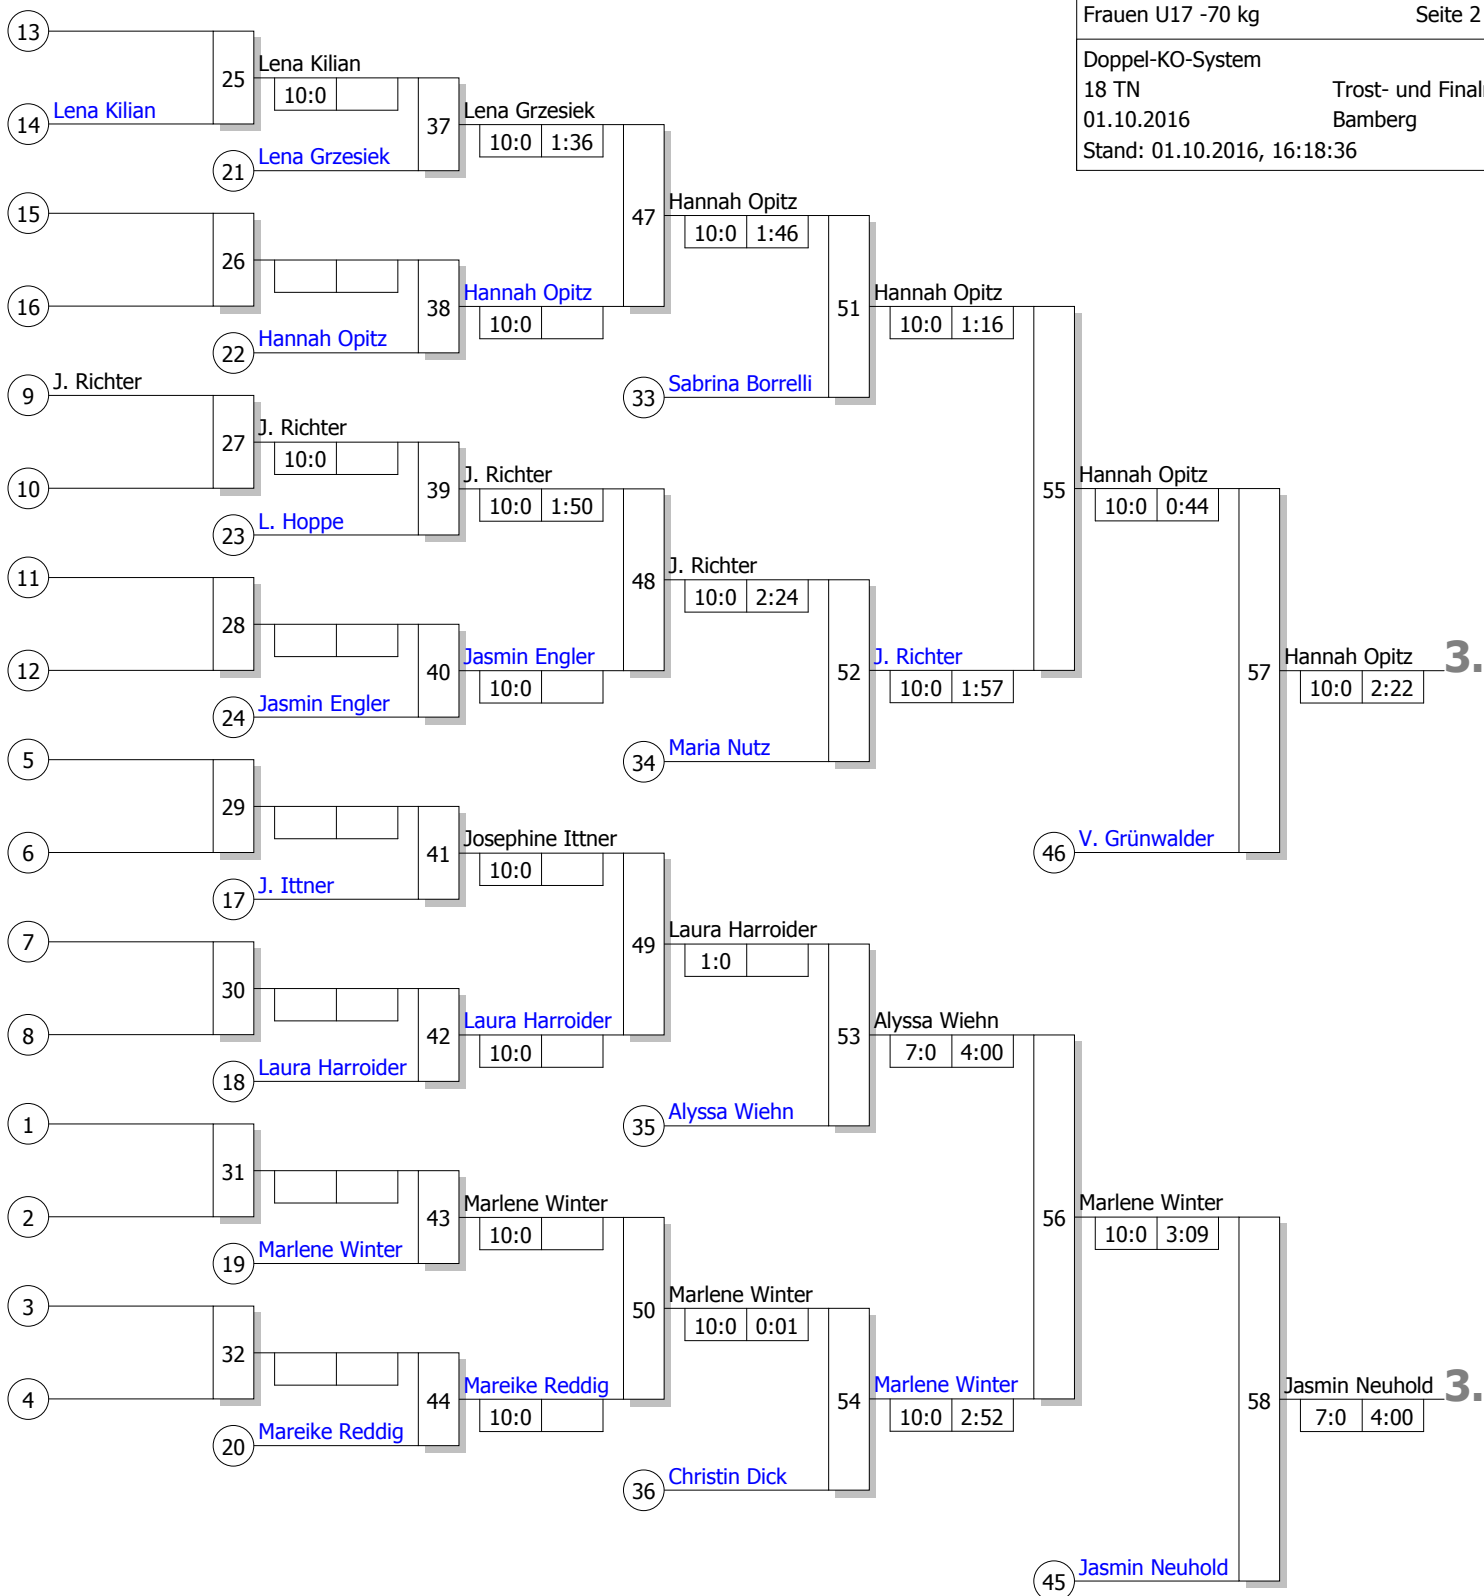 Frauen U17 -70 kg Seite 2
Doppel-KO-System
18 TN Trost- und Final
01.10.2016 Bamberg
Stand: 01.10.2016, 16:18:36
13
25
Lena Kilian
10:0
14 Lena Kilian
37
Lena Grzesiek
10:0 1:36
21 Lena Grzesiek
15
47
Hannah Opitz
10:0 1:46
26
16
38
Hannah Opitz
10:0
22 Hannah Opitz
51
Hannah Opitz
10:0 1:16
33 Sabrina Borrelli
9 J. Richter
27
J. Richter
10:0
10
39
J. Richter
10:0 1:50
23 L. Hoppe
55
Hannah Opitz
10:0 0:44
11
48
J. Richter
10:0 2:24
28
12
40
Jasmin Engler
10:0
24 Jasmin Engler
52
J. Richter
10:0 1:57
34 Maria Nutz
57
Hannah Opitz 3.
10:0 2:22
5
29
6
41
Josephine Ittner
10:0
17 J. Ittner
46 V. Grünwalder
7
49
Laura Harroider
1:0
30
8
42
Laura Harroider
10:0
18 Laura Harroider
53
Alyssa Wiehn
7:0 4:00
35 Alyssa Wiehn
1
31
2
43
Marlene Winter
10:0
19 Marlene Winter
56
Marlene Winter
10:0 3:09
3
50
Marlene Winter
10:0 0:01
32
4
44
Mareike Reddig
10:0
20 Mareike Reddig
54
Marlene Winter
10:0 2:52
36 Christin Dick
58
Jasmin Neuhold 3.
7:0 4:00
45 Jasmin Neuhold